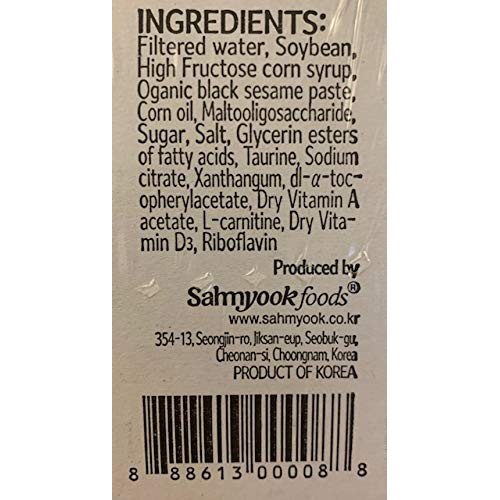 INGREDIENTS:
Filtered water, Soybean,
High Fructose corn syrup,
Oganic black sesame paste,
Corn oil, Maltooligosaccharide,
Sugar, Salt, Glycerin esters
of fatty acids, Taurine, Sodium
citrate, Xanthangum, dl-α-toc-
opherylacetate, Dry Vitamin A
acetate, L-carnitine, Dry Vita-
min D3, Riboflavin
Produced by
Sahmyook foods®
www.sahmyook.co.kr
354-13, Seongjin-ro, Jiksan-eup, Seobuk-gu,
Cheonan-si, Choongnam, Korea
PRODUCT OF KOREA
8 88613 00008 8